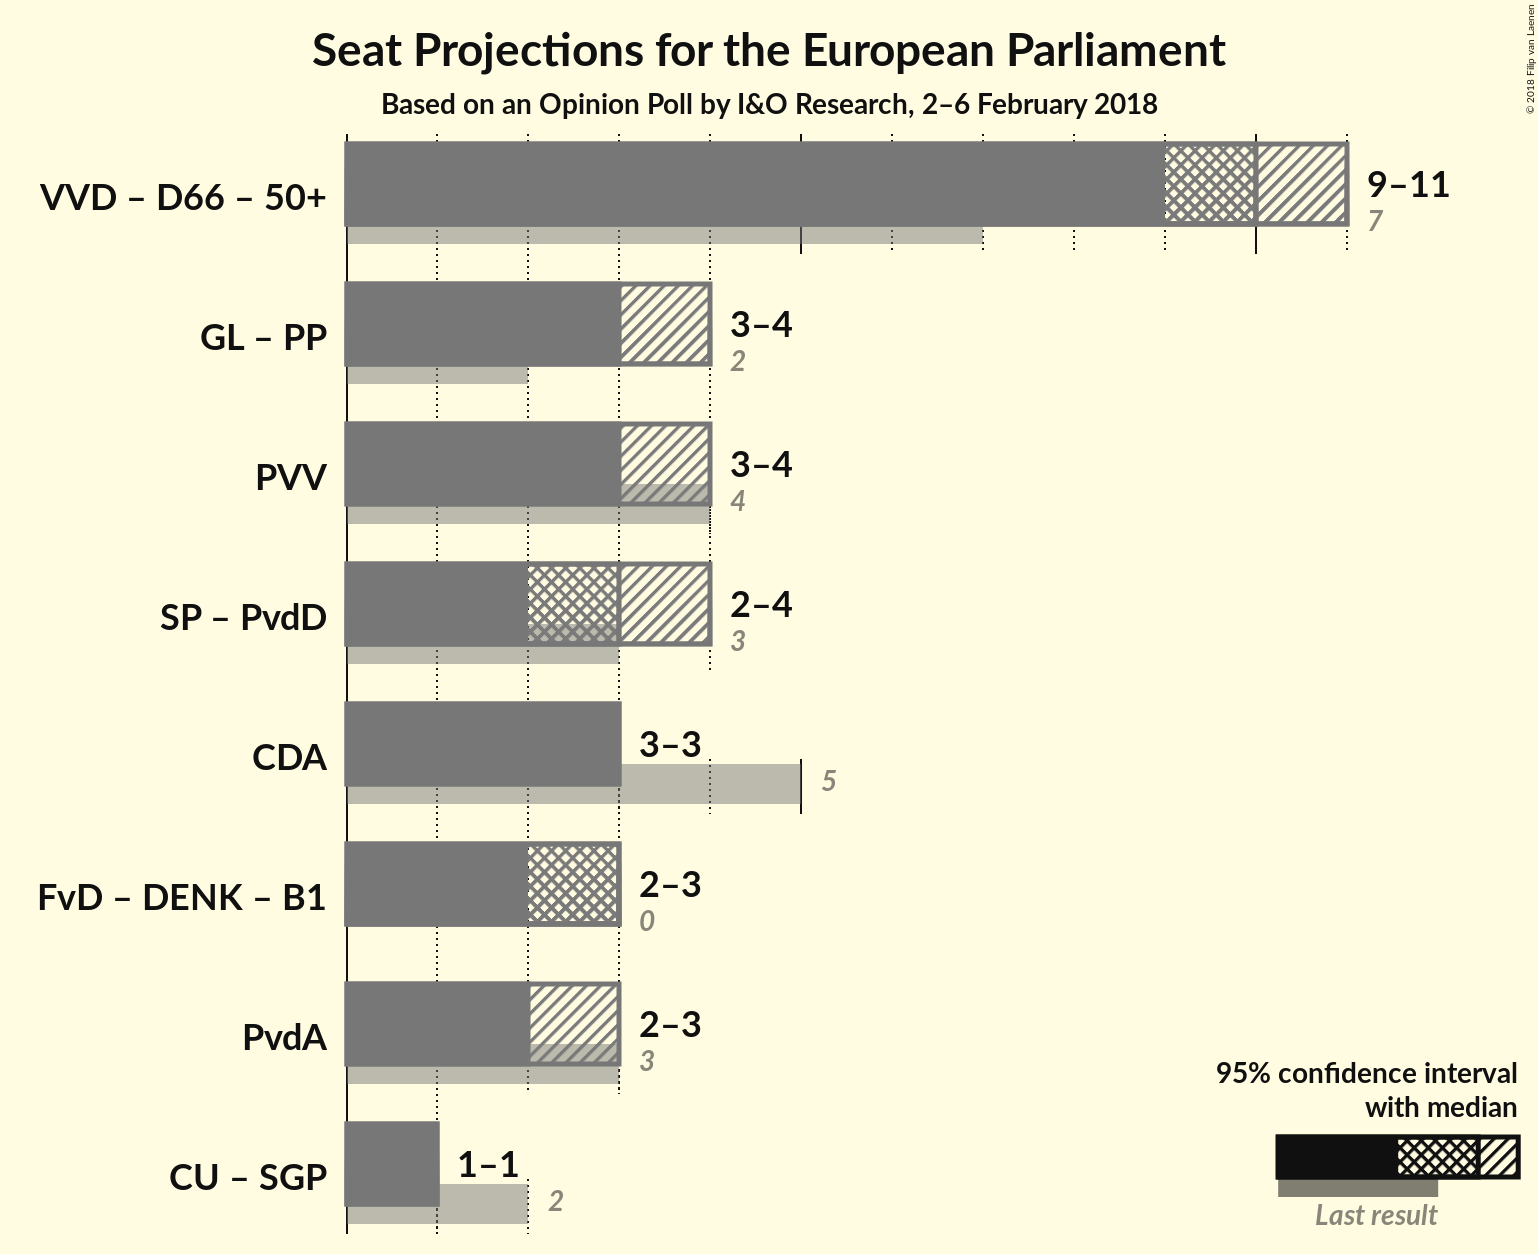 Seat Projections for the European Parliament
Based on an Opinion Poll by I&O Research, 2–6 February 2018
© 2018 Filip van Laenen
VVD – D66 – 50+
9–11
7
GL – PP
3–4
2
PVV
3–4
4
SP – PvdD
2–4
3
CDA
3–3
5
FvD – DENK – B1
2–3
0
PvdA
2–3
3
CU – SGP
1–1
2
95% confidence interval
with median
Last result